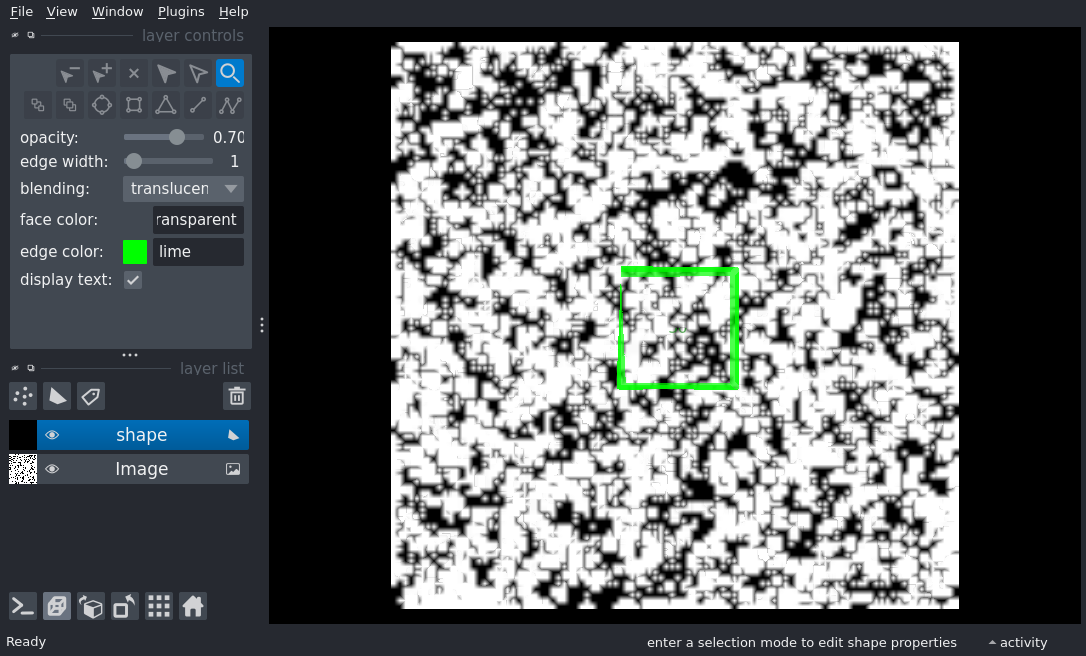 File View Window Plugins Help
layer controls
opacity: 0.70
edge width: 1
blending: translucen
face color: ransparent
edge color: lime
display text:
layer list
shape
Image
Ready
enter a selection mode to edit shape properties
activity